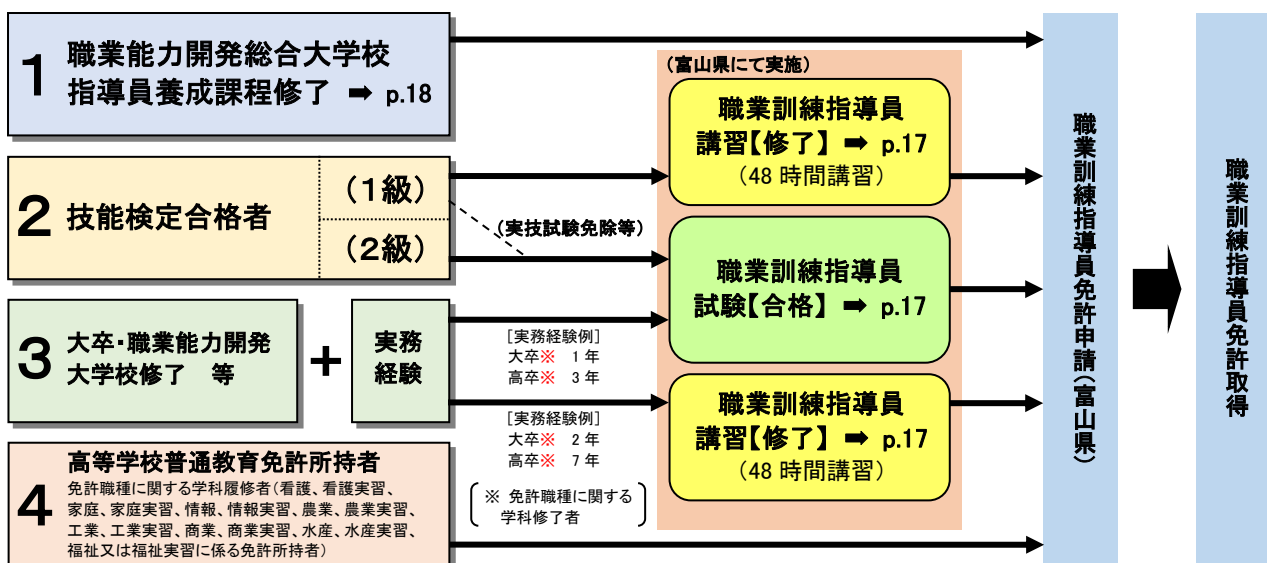 1
職業能力開発総合大学校
指導員養成課程修了 ➡ p.18
2
技能検定合格者
(1級)
(2級)
(実技試験免除等)
3
大卒・職業能力開発
大学校修了 等
+
実務
経験
[実務経験例]
大卒※ 1年
高卒※ 3年
[実務経験例]
大卒※ 2年
高卒※ 7年
※ 免許職種に関する
学科修了者
4
高等学校普通教育免許所持者
免許職種に関する学科履修者(看護、看護実習、
家庭、家庭実習、情報、情報実習、農業、農業実習、
工業、工業実習、商業、商業実習、水産、水産実習、
福祉又は福祉実習に係る免許所持者)
(富山県にて実施)
職業訓練指導員
講習【修了】 ➡ p.17
(48時間講習)
職業訓練指導員
試験【合格】 ➡ p.17
職業訓練指導員
講習【修了】 ➡ p.17
(48時間講習)
職業訓練指導員免許申請(富山県)
職業訓練指導員免許取得